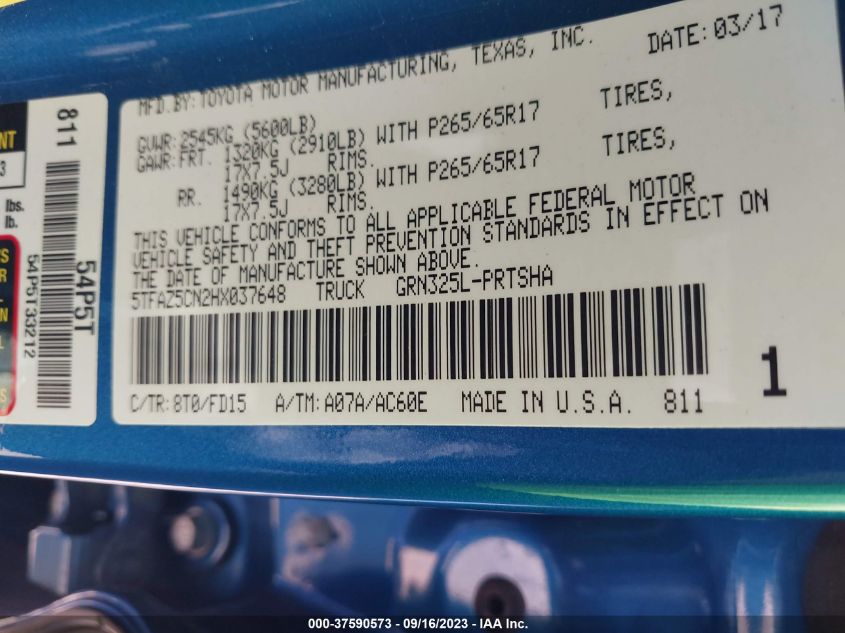 MFD.BY:TOYOTA MOTOR MANUFACTURING, TEXAS, INC. DATE:03/17
GVWR:2545KG (5600LB)
GAWR:FRT. 1320KG (2910LB) WITH P265/65R17 TIRES,
17X7.5J RIMS.
RR. 1490KG (3280LB) WITH P265/65R17 TIRES,
17X7.5J RIMS.
THIS VEHICLE CONFORMS TO ALL APPLICABLE FEDERAL MOTOR
VEHICLE SAFETY AND THEFT PREVENTION STANDARDS IN EFFECT ON
THE DATE OF MANUFACTURE SHOWN ABOVE.
5TFAZ5CN2HX037648 TRUCK GRN325L-PRTSHA
C/TR:8T0/FD15 A/TM:A07A/AC60E MADE IN U.S.A. 811
1
811
54P5T
54P5T33212
lbs.
lb.
000-37590573 - 09/16/2023 - IAA Inc.